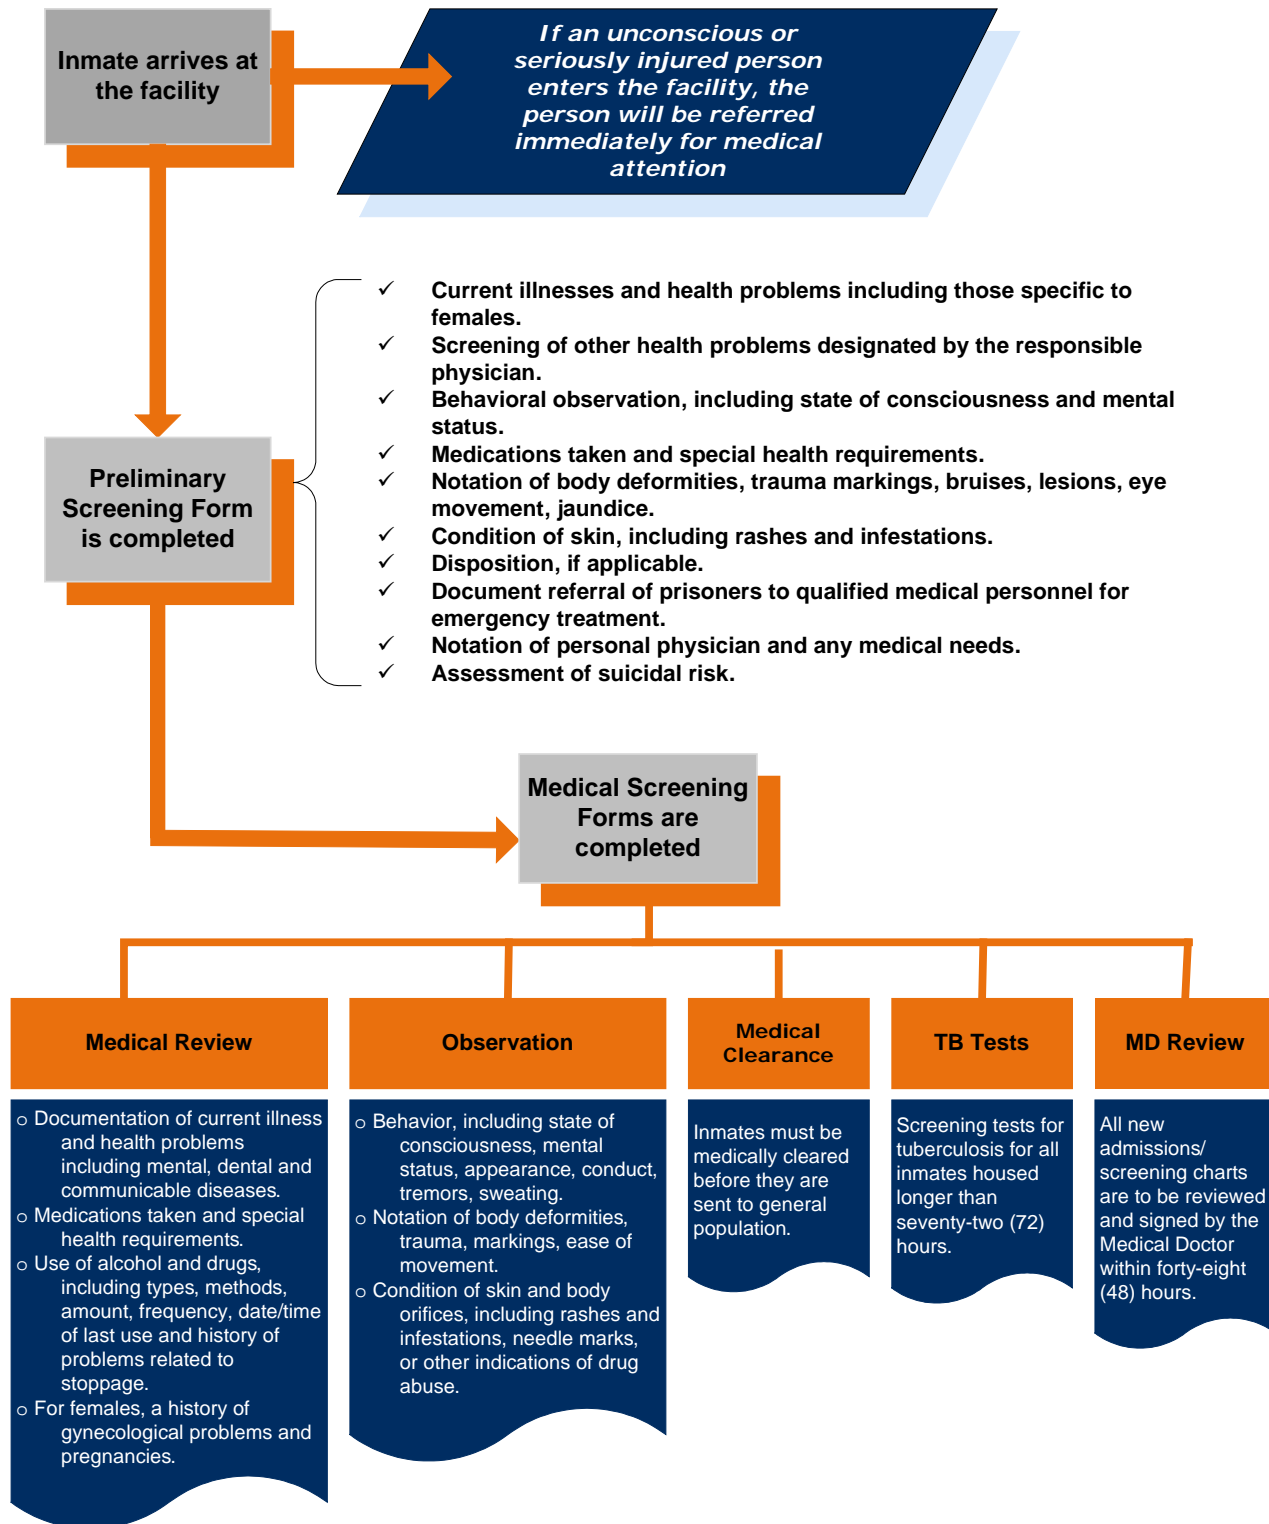 Inmate arrives at
the facility
If an unconscious or
seriously injured person
enters the facility, the
person will be referred
immediately for medical
attention
✓ Current illnesses and health problems including those specific to
females.
✓ Screening of other health problems designated by the responsible
physician.
✓ Behavioral observation, including state of consciousness and mental
status.
✓ Medications taken and special health requirements.
✓ Notation of body deformities, trauma markings, bruises, lesions, eye
movement, jaundice.
✓ Condition of skin, including rashes and infestations.
✓ Disposition, if applicable.
✓ Document referral of prisoners to qualified medical personnel for
emergency treatment.
✓ Notation of personal physician and any medical needs.
✓ Assessment of suicidal risk.
Preliminary
Screening Form
is completed
Medical Screening
Forms are
completed
Medical Review
o Documentation of current illness
and health problems
including mental, dental and
communicable diseases.
o Medications taken and special
health requirements.
o Use of alcohol and drugs,
including types, methods,
amount, frequency, date/time
of last use and history of
problems related to
stoppage.
o For females, a history of
gynecological problems and
pregnancies.
Observation
o Behavior, including state of
consciousness, mental
status, appearance, conduct,
tremors, sweating.
o Notation of body deformities,
trauma, markings, ease of
movement.
o Condition of skin and body
orifices, including rashes and
infestations, needle marks,
or other indications of drug
abuse.
Medical
Clearance
Inmates must be
medically cleared
before they are
sent to general
population.
TB Tests
Screening tests for
tuberculosis for all
inmates housed
longer than
seventy-two (72)
hours.
MD Review
All new
admissions/
screening charts
are to be reviewed
and signed by the
Medical Doctor
within forty-eight
(48) hours.